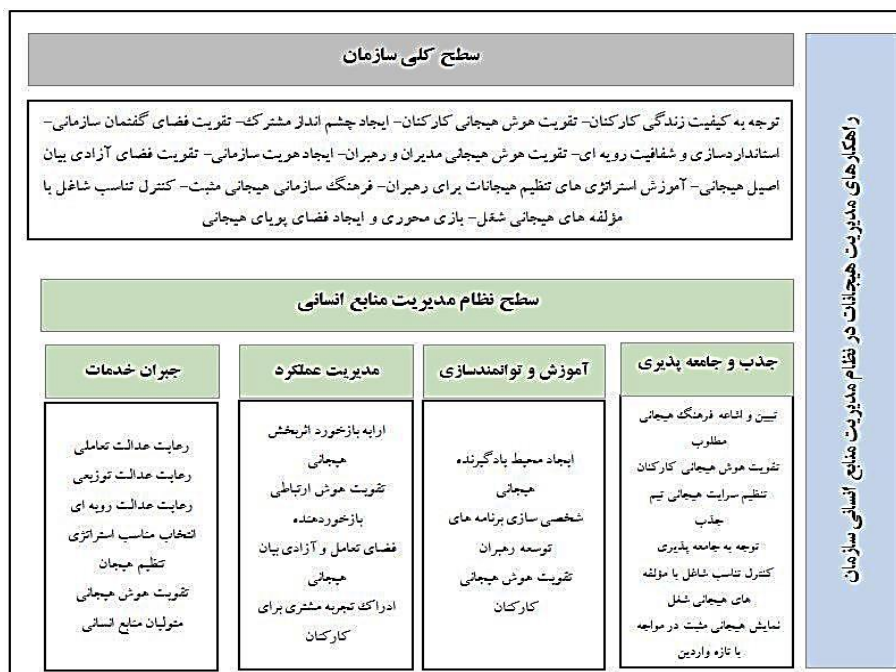 راهکارهای مدیریت هیجانات در نظام مدیریت منابع انسانی سازمان
سطح کلی سازمان
توجه به کیفیت زندگی کارکنان- تقویت هوش هیجانی کارکنان- ایجاد چشم انداز مشترک- تقویت فضای گفتمان سازمانی-
استانداردسازی و شفافیت رویه ای- تقویت هوش هیجانی مدیران و رهبران- ایجاد هویت سازمانی- تقویت فضای آزادی بیان
اصیل هیجانی- آموزش استراتژی های تنظیم هیجانات برای رهبران- فرهنگ سازمانی هیجانی مثبت- کنترل تناسب شاغل با
مؤلفه های هیجانی شغل- بازی محوری و ایجاد فضای پویای هیجانی
سطح نظام مدیریت منابع انسانی
جذب و جامعه پذیری
تبیین و اشاعه فرهنگ هیجانی
مطلوب
تقویت هوش هیجانی کارکنان
تنظیم سرایت هیجانی تیم
جذب
توجه به جامعه پذیری
کنترل تناسب شاغل با مؤلفه
های هیجانی شغل
نمایش هیجانی مثبت در مواجه
با تازه واردین
آموزش و توانمندسازی
ایجاد محیط یادگیرنده
هیجانی
شخصی سازی برنامه های
توسعه رهبران
تقویت هوش هیجانی
کارکنان
مدیریت عملکرد
ارایه بازخورد اثربخش
هیجانی
تقویت هوش ارتباطی
بازخوردهنده
فضای تعامل و آزادی بیان
هیجانی
ادراک تجربه مشتری برای
کارکنان
جبران خدمات
رعایت عدالت تعاملی
رعایت عدالت توزیعی
رعایت عدالت رویه ای
انتخاب مناسب استراتژی
تنظیم هیجان
تقویت هوش هیجانی
متولیان منابع انسانی